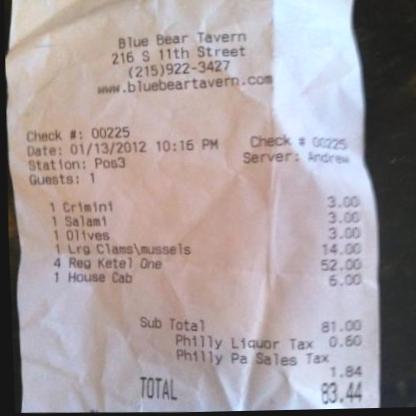 Blue Bear Tavern
216 S 11th Street
(215)922-3427
www.bluebeartavern.com
Check #: 00225
Date: 01/13/2012 10:16 PM Check # 00225
Station: Pos3 Server: Andrew
Guests: 1
1 Crimini 3.00
1 Salami 3.00
1 Olives 3.00
1 Lrg Clams\mussels 14.00
4 Reg Ketel One 52.00
1 House Cab 6.00
Sub Total 81.00
Philly Liquor Tax 0.60
Philly Pa Sales Tax
1.84
TOTAL 83.44